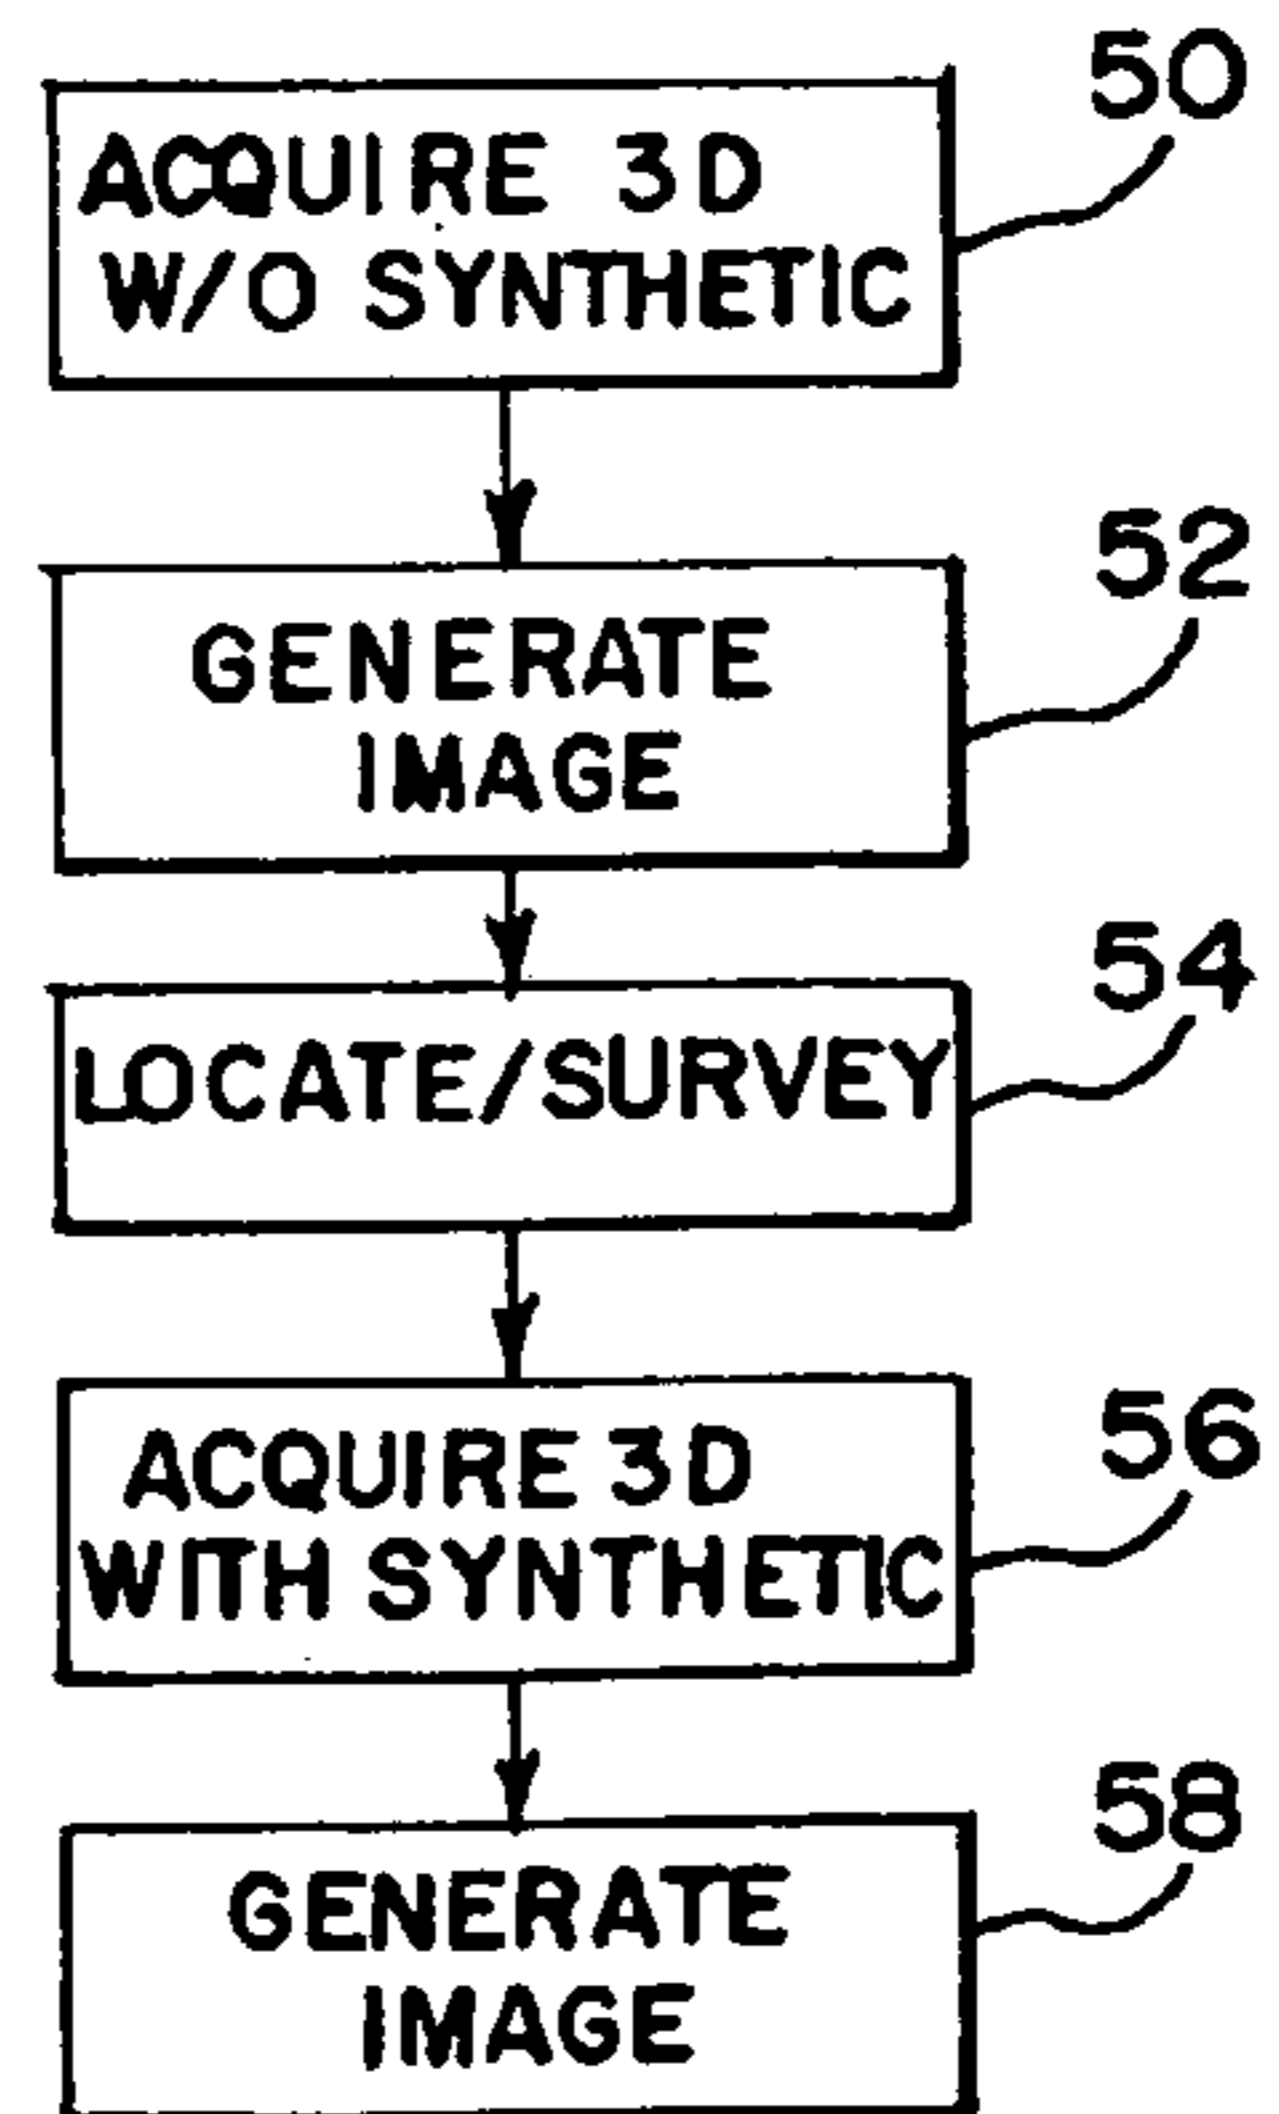 50
ACQUIRE 3D
W/O SYNTHETIC
52
GENERATE
IMAGE
54
LOCATE/SURVEY
56
ACQUIRE 3D
WITH SYNTHETIC
58
GENERATE
IMAGE